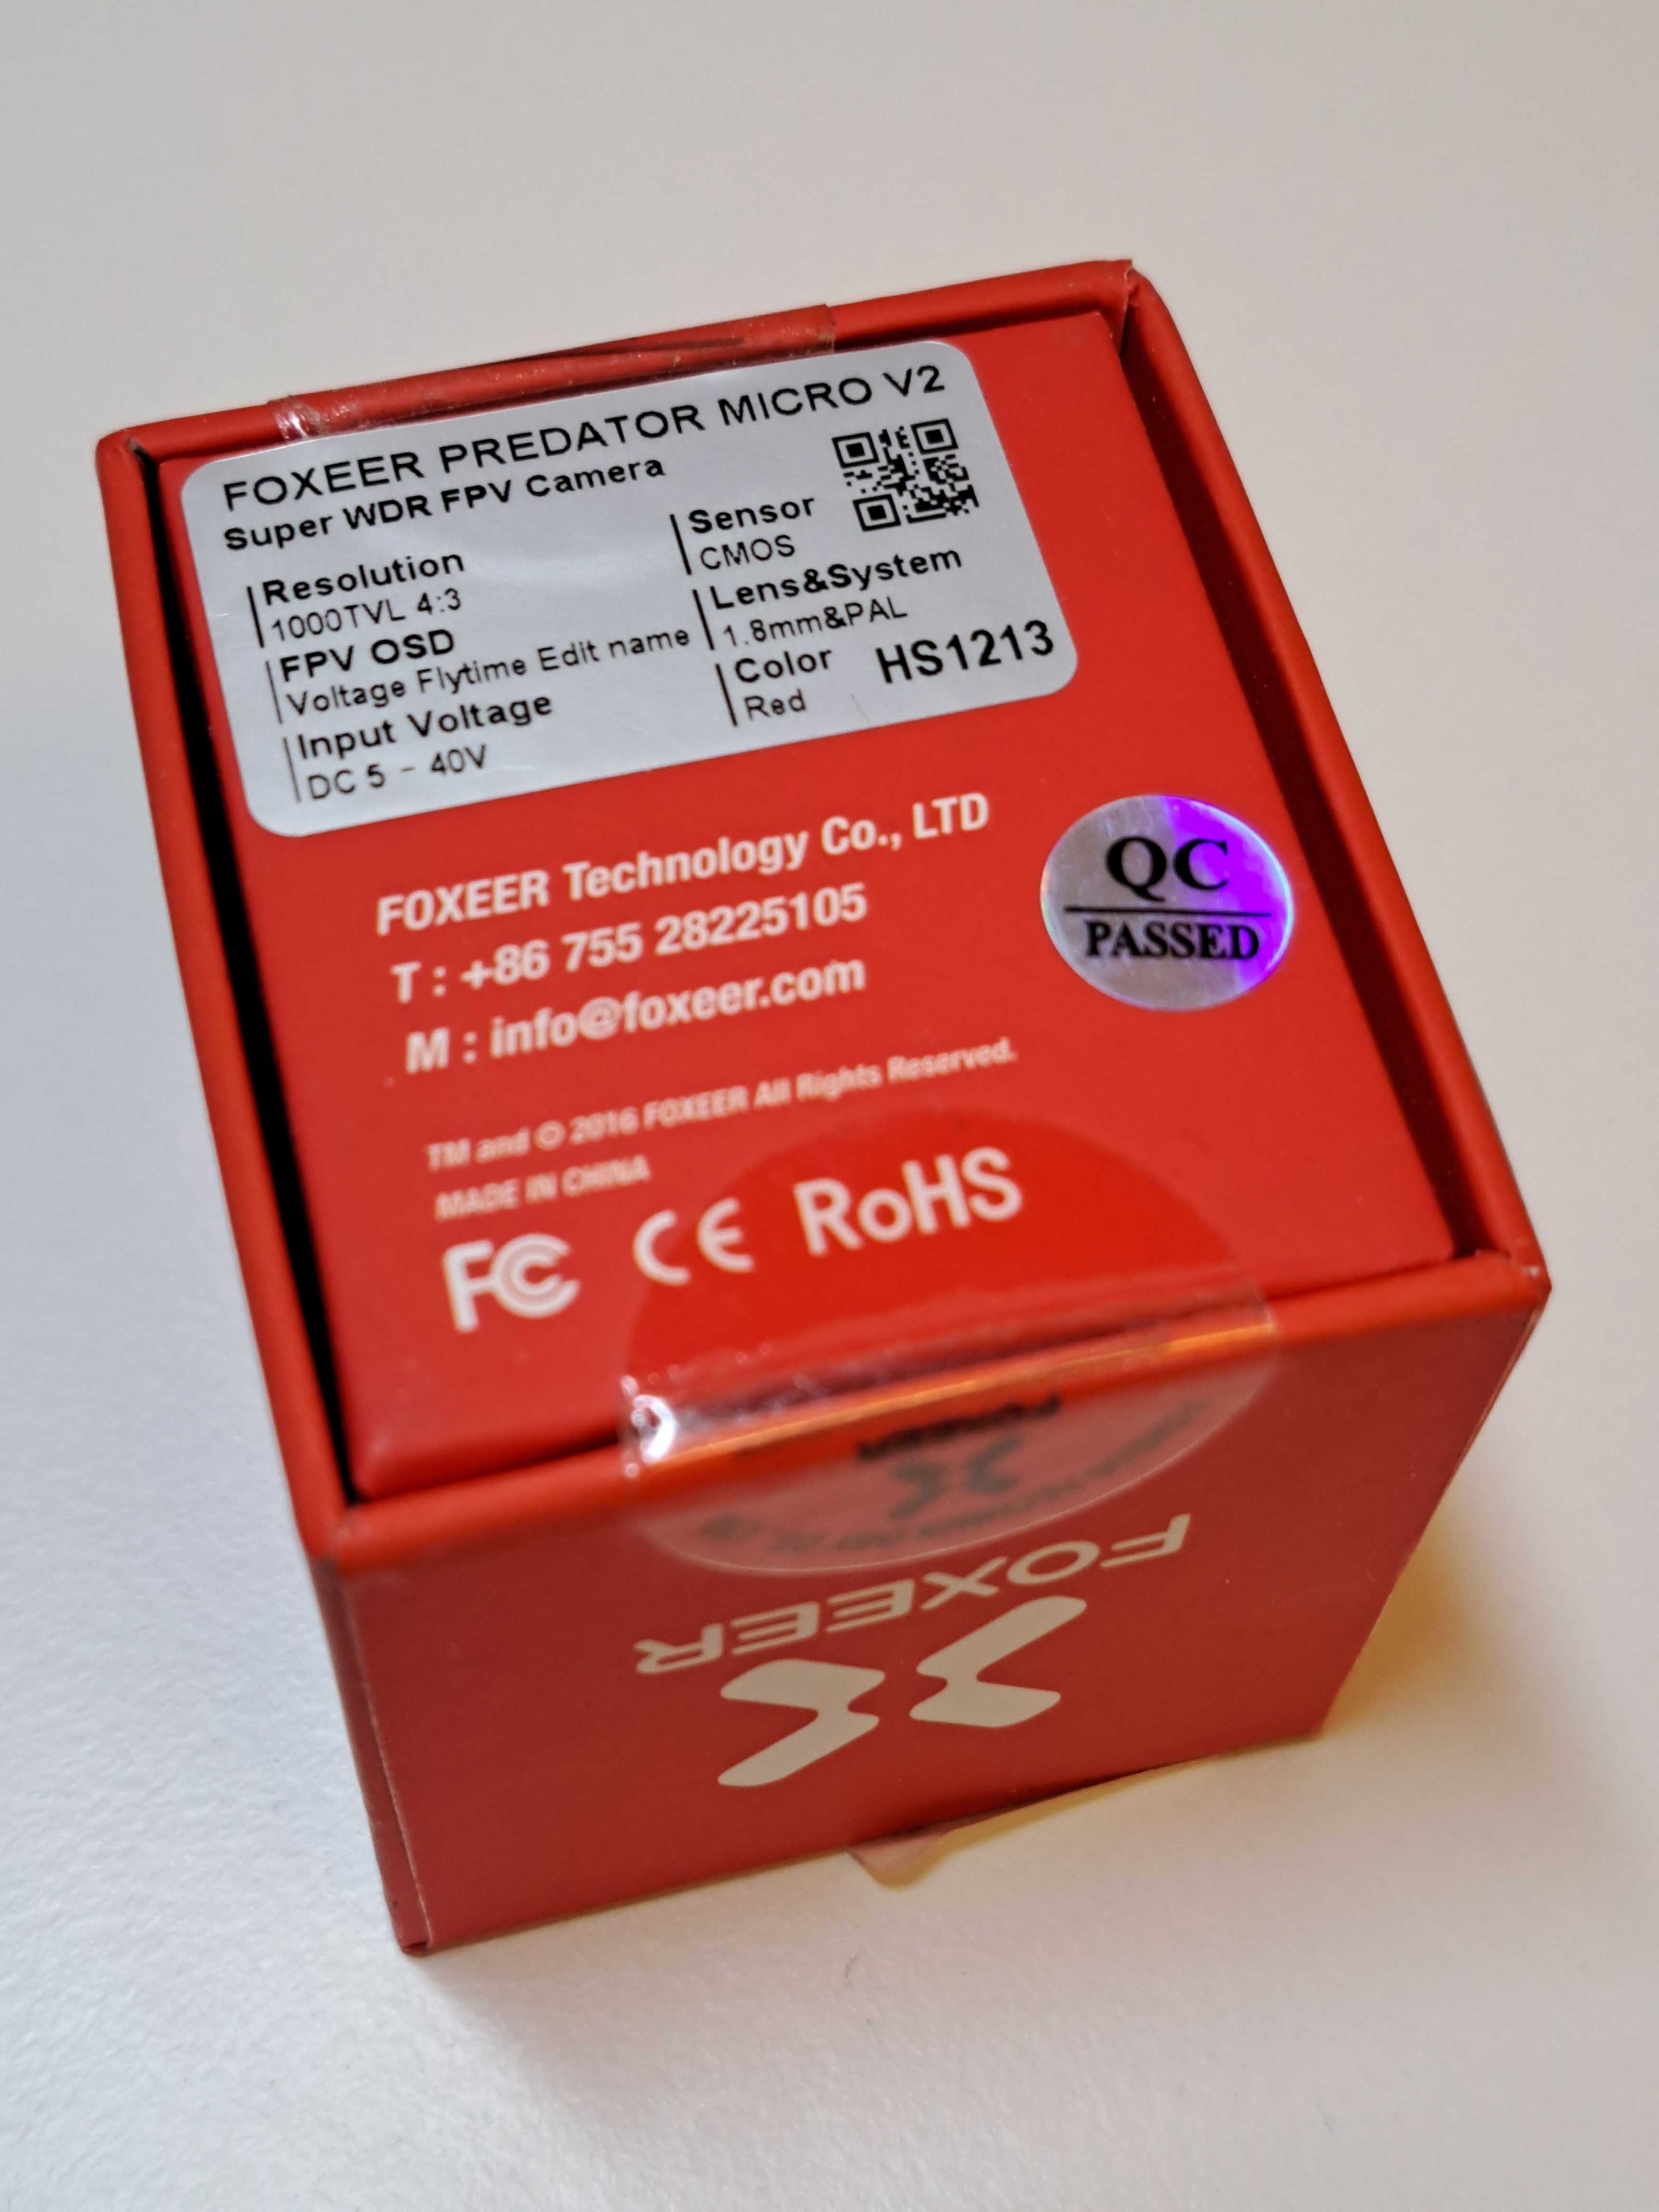 FOXEER PREDATOR MICRO V2
Super WDR FPV Camera
Resolution
1000TVL 4:3
FPV OSD
Voltage Flytime Edit name
Input Voltage
DC 5 - 40V
Sensor
CMOS
Lens&System
1.8mm&PAL
Color
Red
HS1213
FOXEER Technology Co., LTD
T : +86 755 28225105
M : info@foxeer.com
QC
PASSED
TM and © 2016 FOXEER All Rights Reserved.
MADE IN CHINA
FC CE RoHS
FOXEER
FOXEER